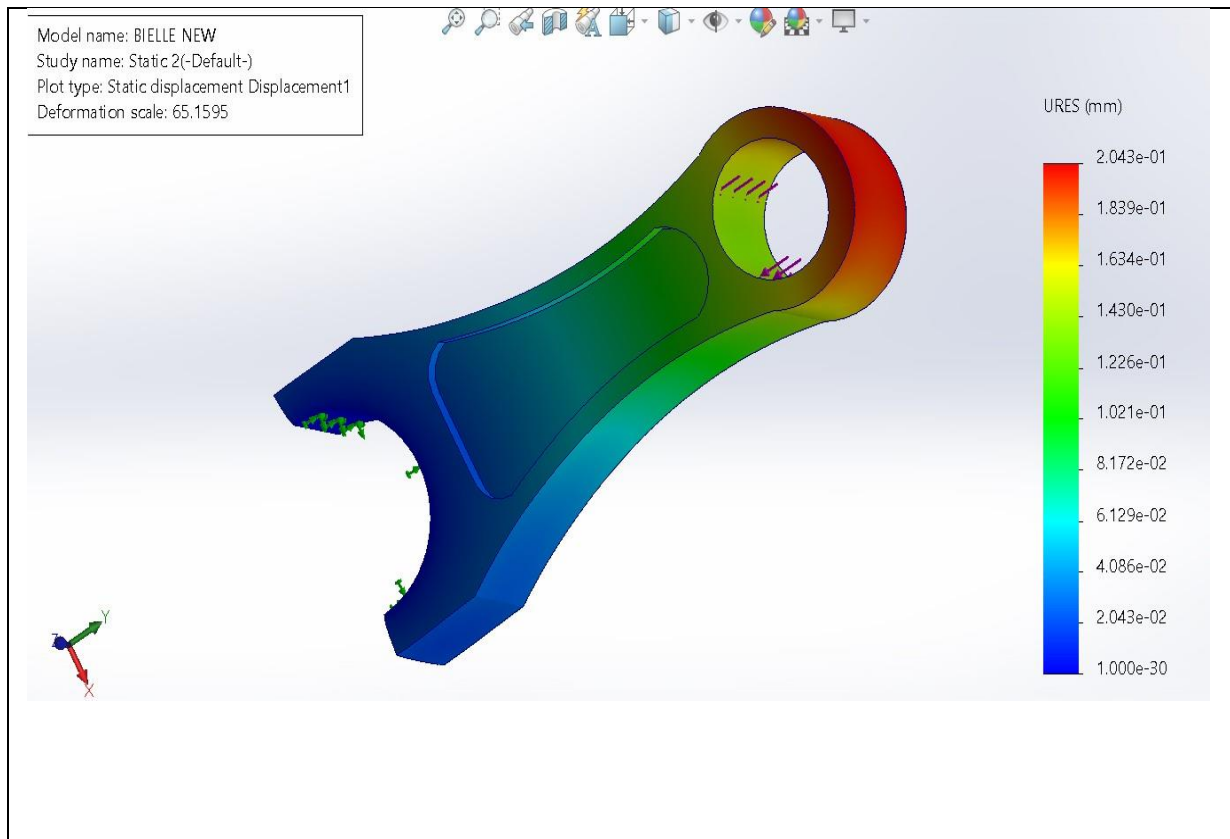 Model name: BIELLE NEW
Study name: Static 2(-Default-)
Plot type: Static displacement Displacement1
Deformation scale: 65.1595
URES (mm)
2.043e-01
1.839e-01
1.634e-01
1.430e-01
1.226e-01
1.021e-01
8.172e-02
6.129e-02
4.086e-02
2.043e-02
1.000e-30
Y
Z
X